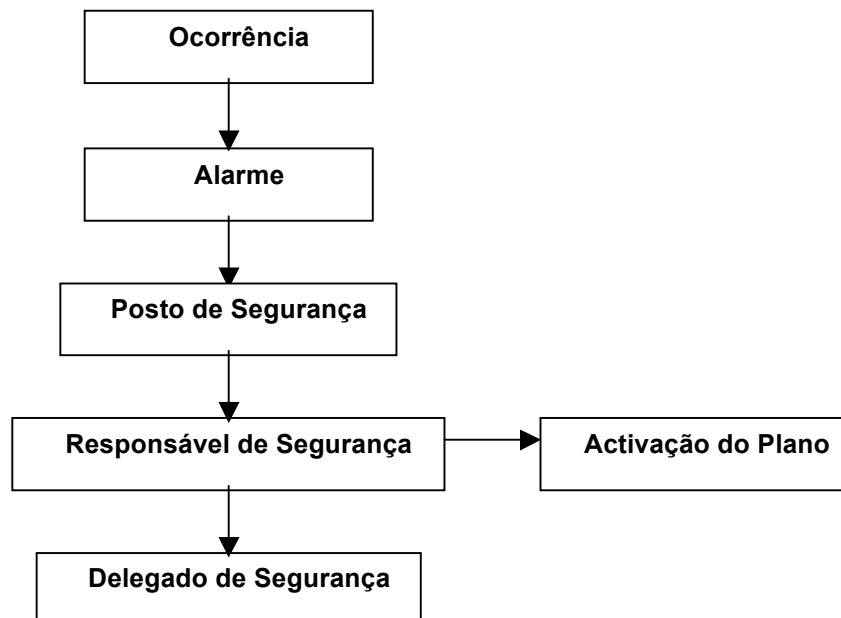 Ocorrência
Alarme
Posto de Segurança
Responsável de Segurança
Activação do Plano
Delegado de Segurança